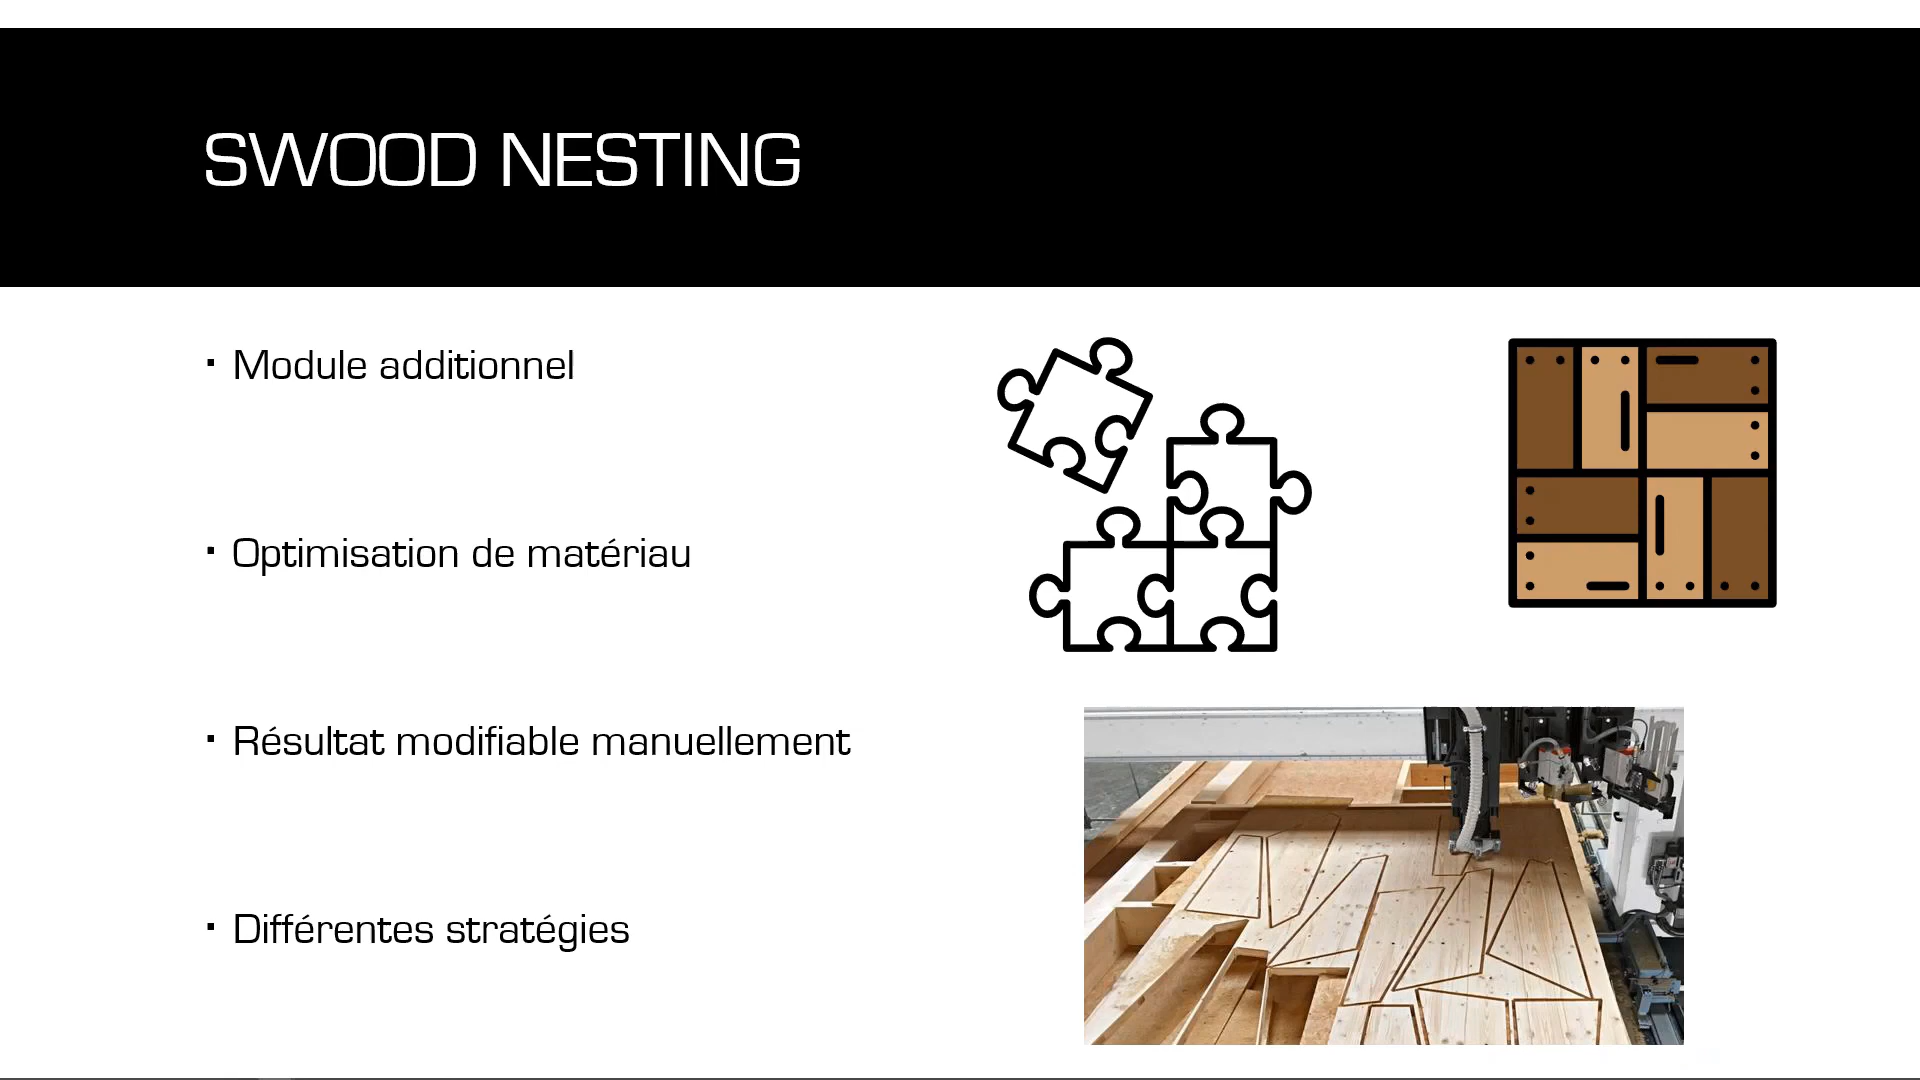 SWOOD NESTING
▪ Module additionnel
▪ Optimisation de matériau
▪ Résultat modifiable manuellement
▪ Différentes stratégies